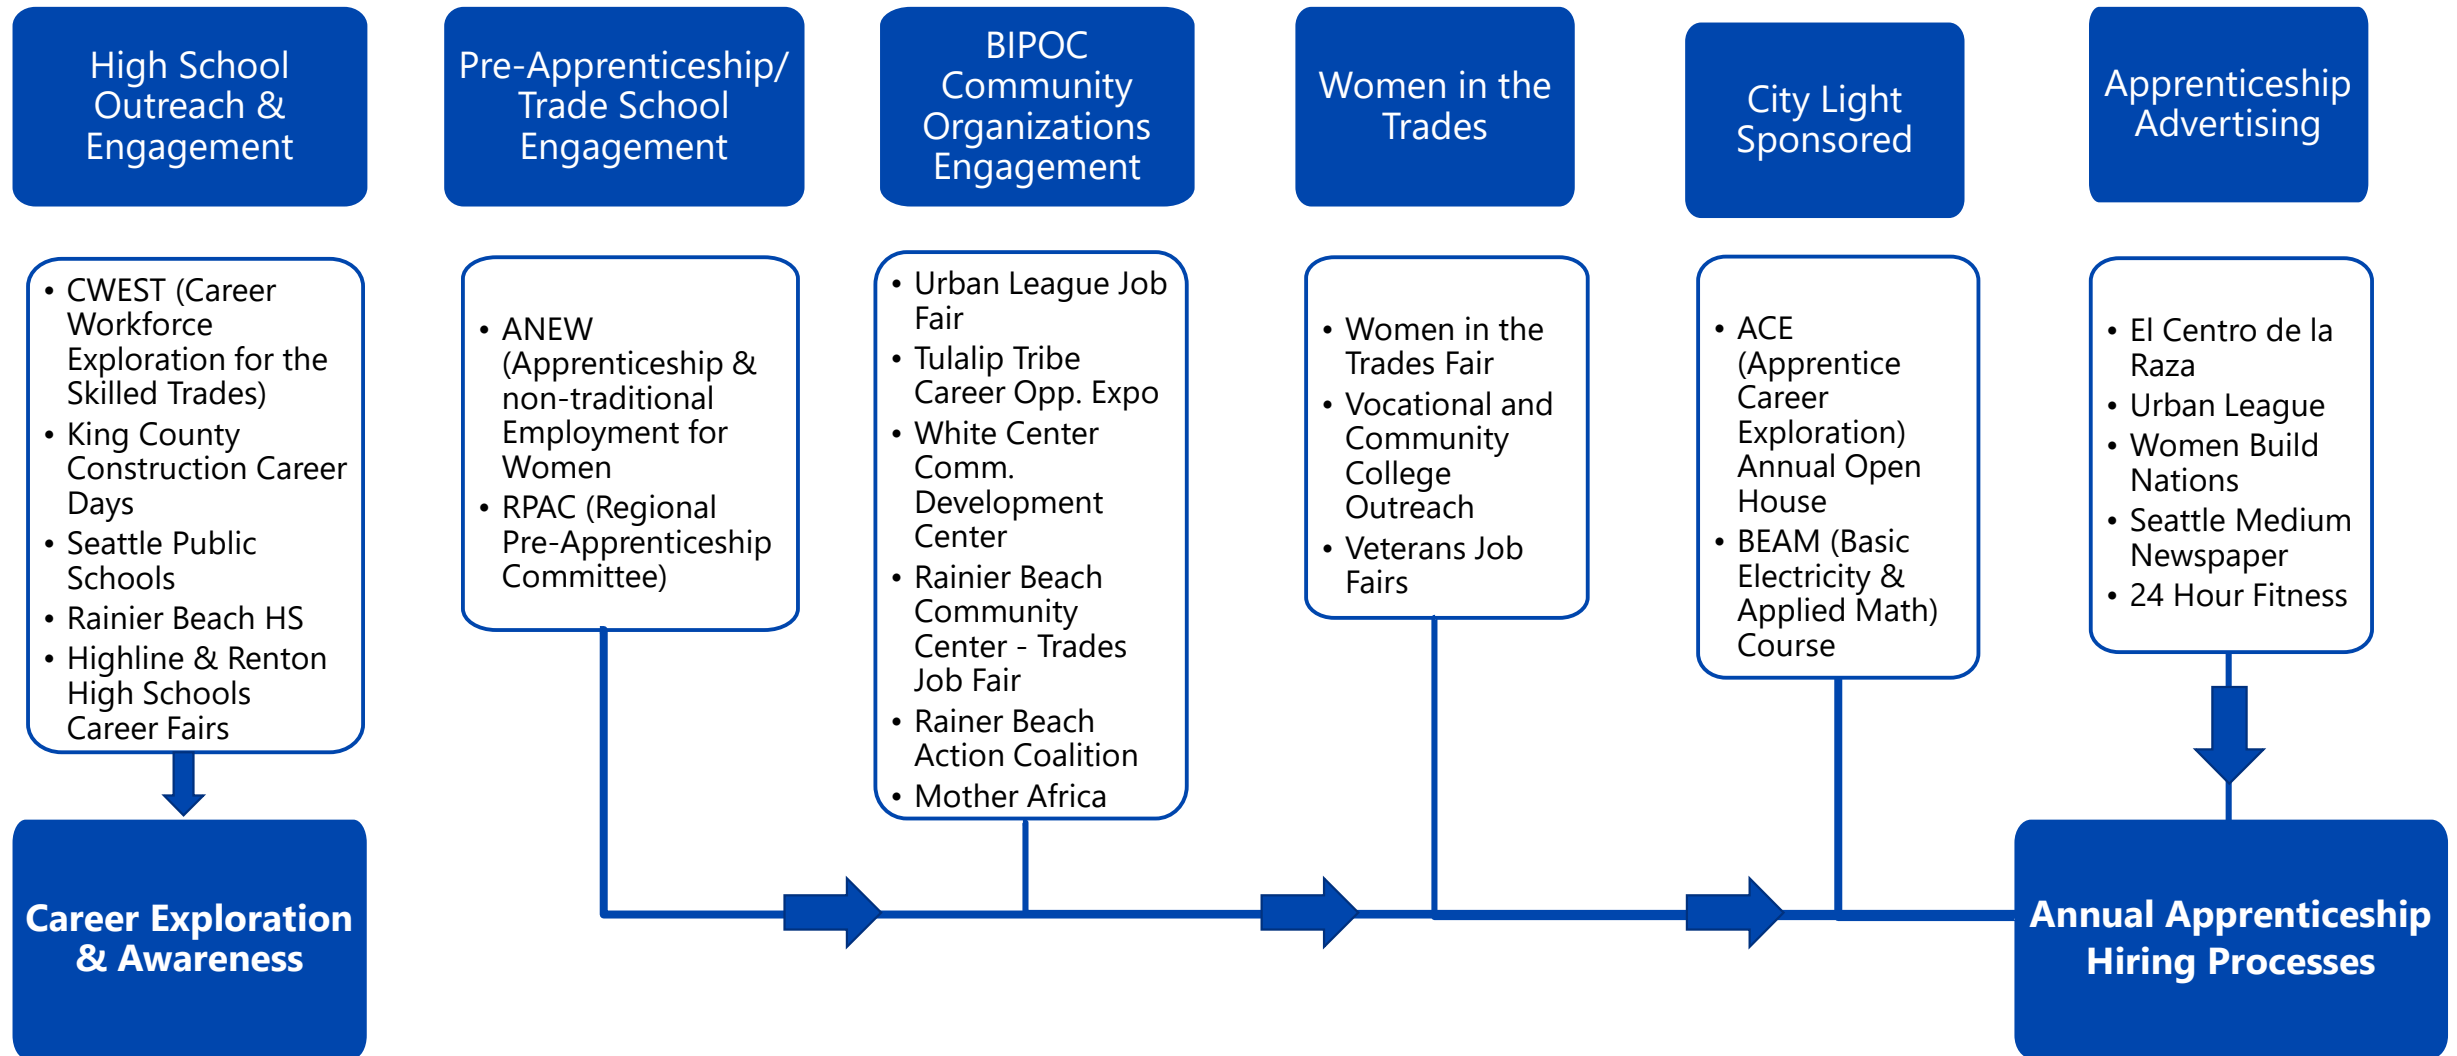 High School
Outreach &
Engagement
Pre-Apprenticeship/
Trade School
Engagement
BIPOC
Community
Organizations
Engagement
Women in the
Trades
City Light
Sponsored
Apprenticeship
Advertising
• CWEST (Career
Workforce
Exploration for the
Skilled Trades)
• King County
Construction Career
Days
• Seattle Public
Schools
• Rainier Beach HS
• Highline & Renton
High Schools
Career Fairs
• ANEW
(Apprenticeship &
non-traditional
Employment for
Women
• RPAC (Regional
Pre-Apprenticeship
Committee)
• Urban League Job
Fair
• Tulalip Tribe
Career Opp. Expo
• White Center
Comm.
Development
Center
• Rainier Beach
Community
Center - Trades
Job Fair
• Rainer Beach
Action Coalition
• Mother Africa
• Women in the
Trades Fair
• Vocational and
Community
College
Outreach
• Veterans Job
Fairs
• ACE
(Apprentice
Career
Exploration)
Annual Open
House
• BEAM (Basic
Electricity &
Applied Math)
Course
• El Centro de la
Raza
• Urban League
• Women Build
Nations
• Seattle Medium
Newspaper
• 24 Hour Fitness
Career Exploration
& Awareness
Annual Apprenticeship
Hiring Processes